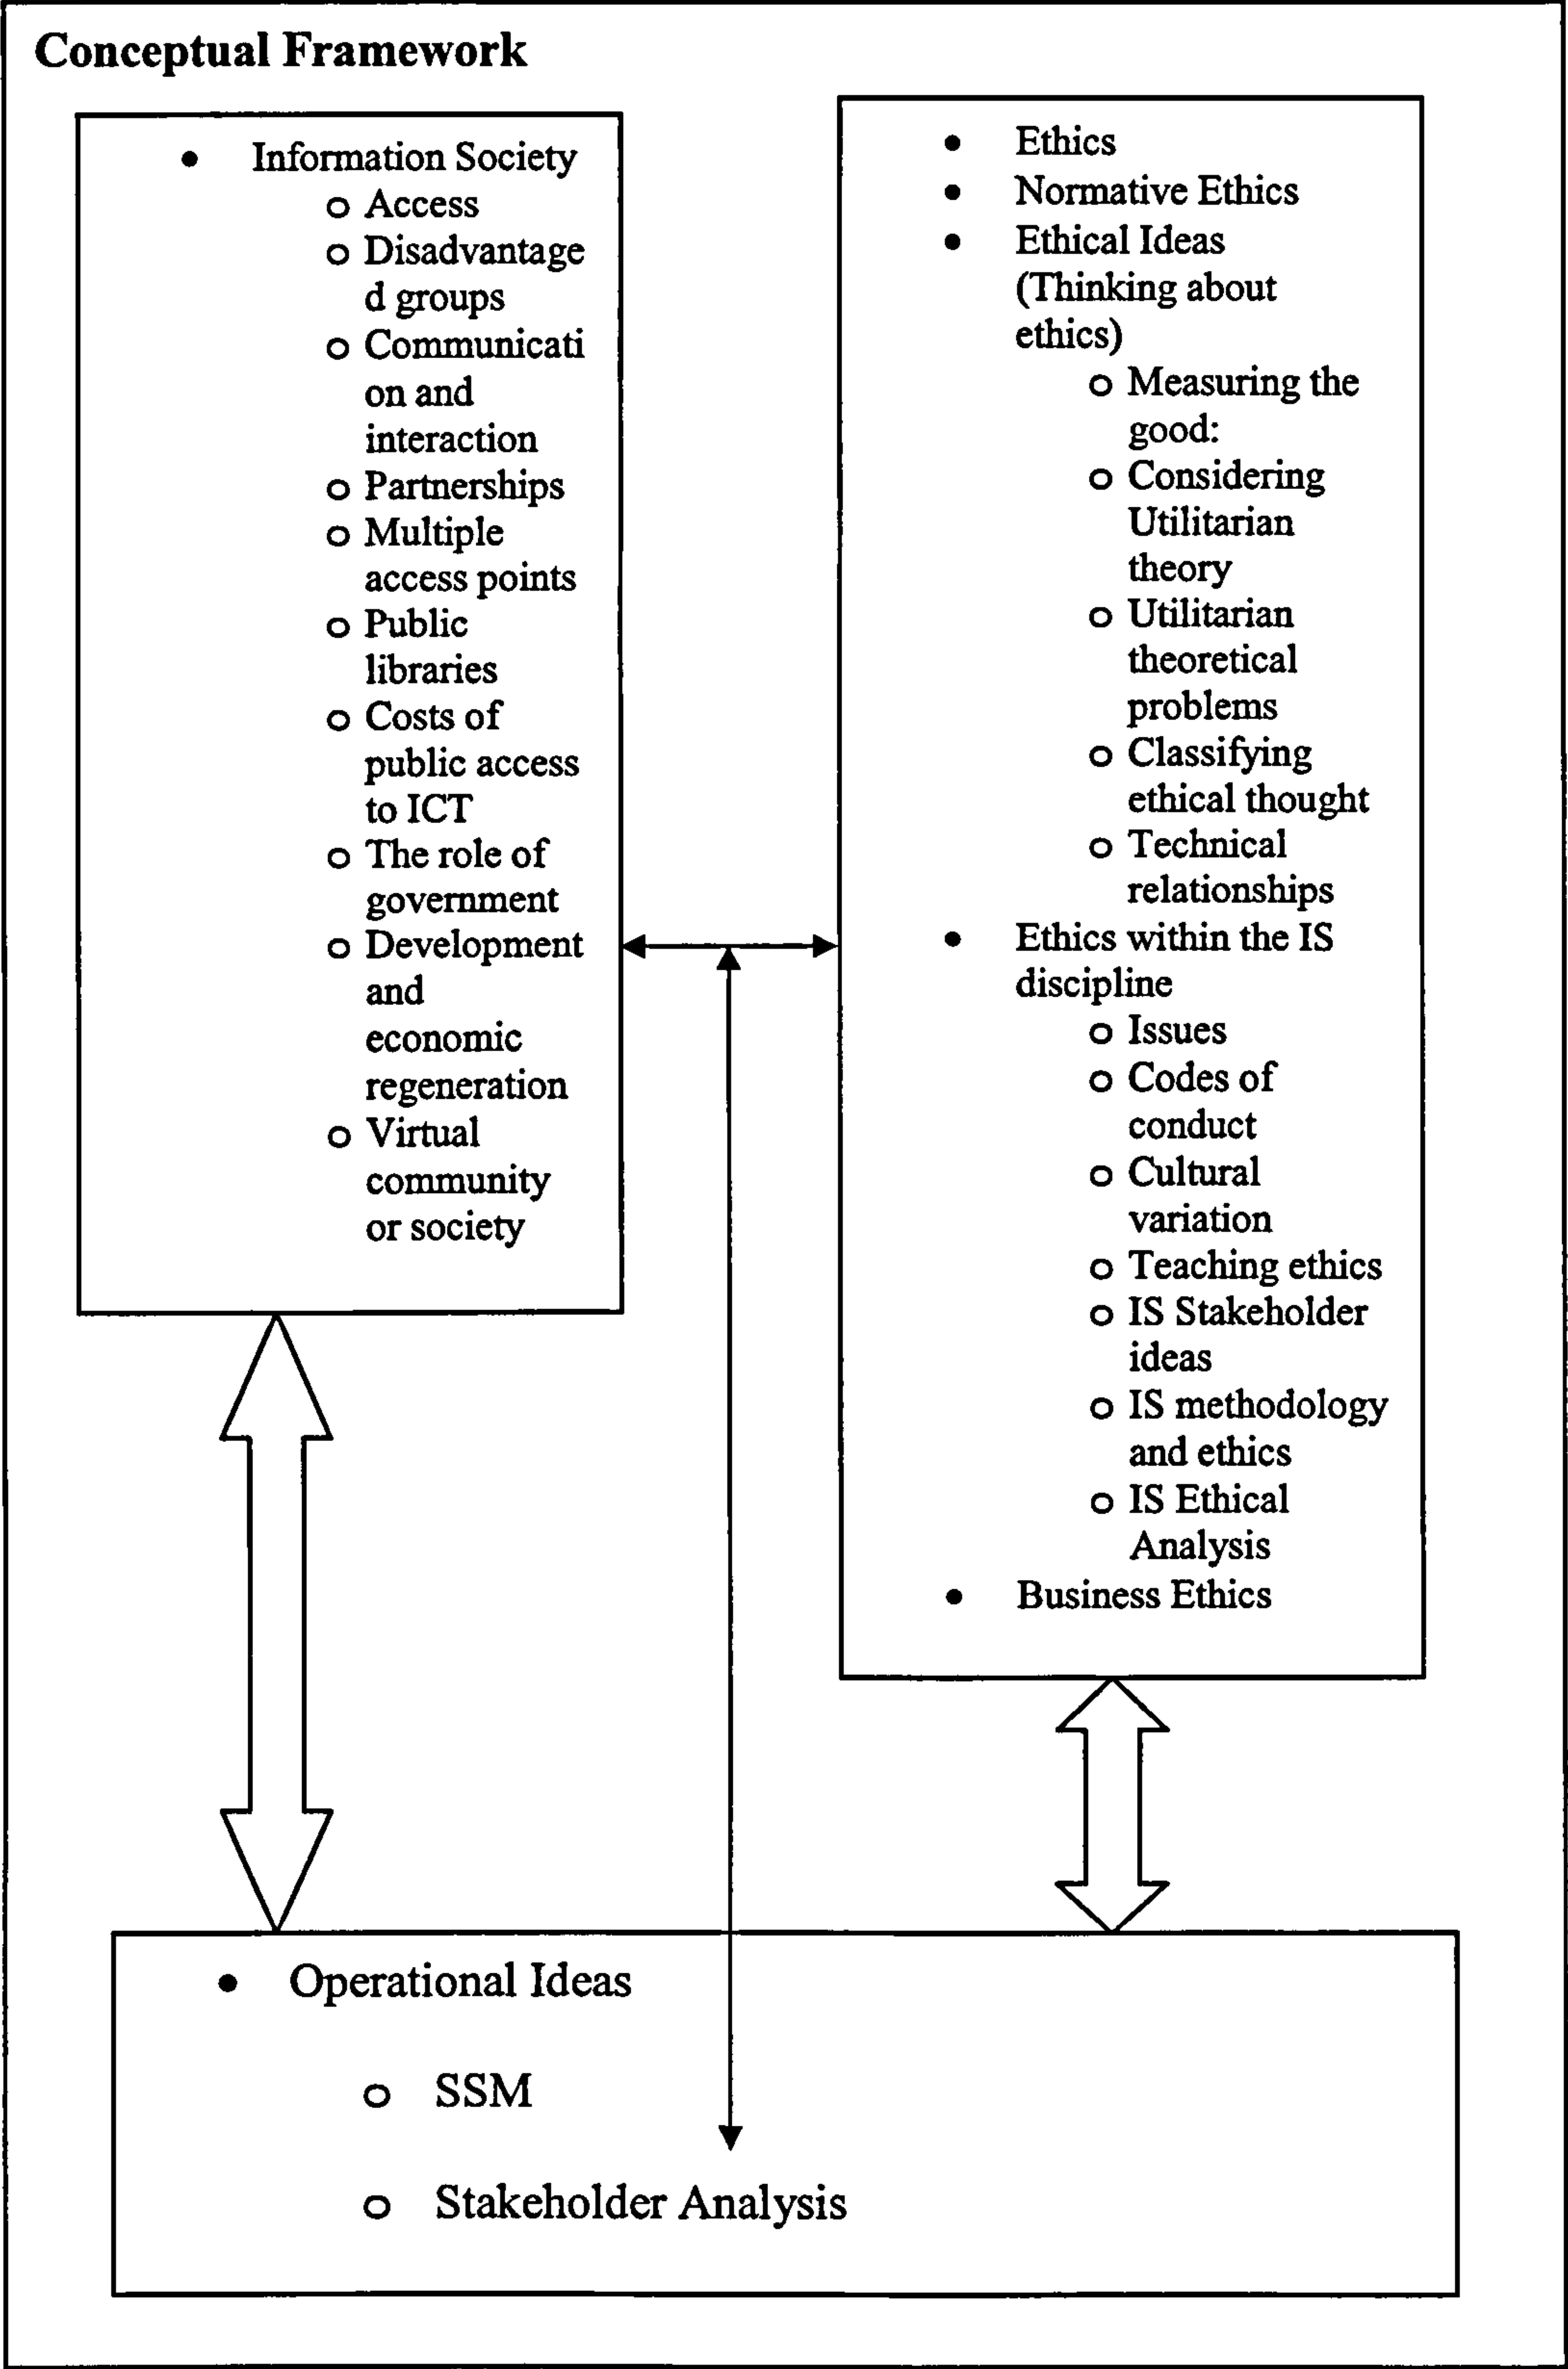 Conceptual Framework
• Information Society
o Access
o Disadvantage
d groups
o Communicati
on and
interaction
o Partnerships
o Multiple
access points
o Public
libraries
o Costs of
public access
to ICT
o The role of
government
o Development
and
economic
regeneration
o Virtual
community
or society
• Ethics
• Normative Ethics
• Ethical Ideas
(Thinking about
ethics)
o Measuring the
good:
o Considering
Utilitarian
theory
o Utilitarian
theoretical
problems
o Classifying
ethical thought
o Technical
relationships
• Ethics within the IS
discipline
o Issues
o Codes of
conduct
o Cultural
variation
o Teaching ethics
o IS Stakeholder
ideas
o IS methodology
and ethics
o IS Ethical
Analysis
• Business Ethics
• Operational Ideas
o SSM
o Stakeholder Analysis